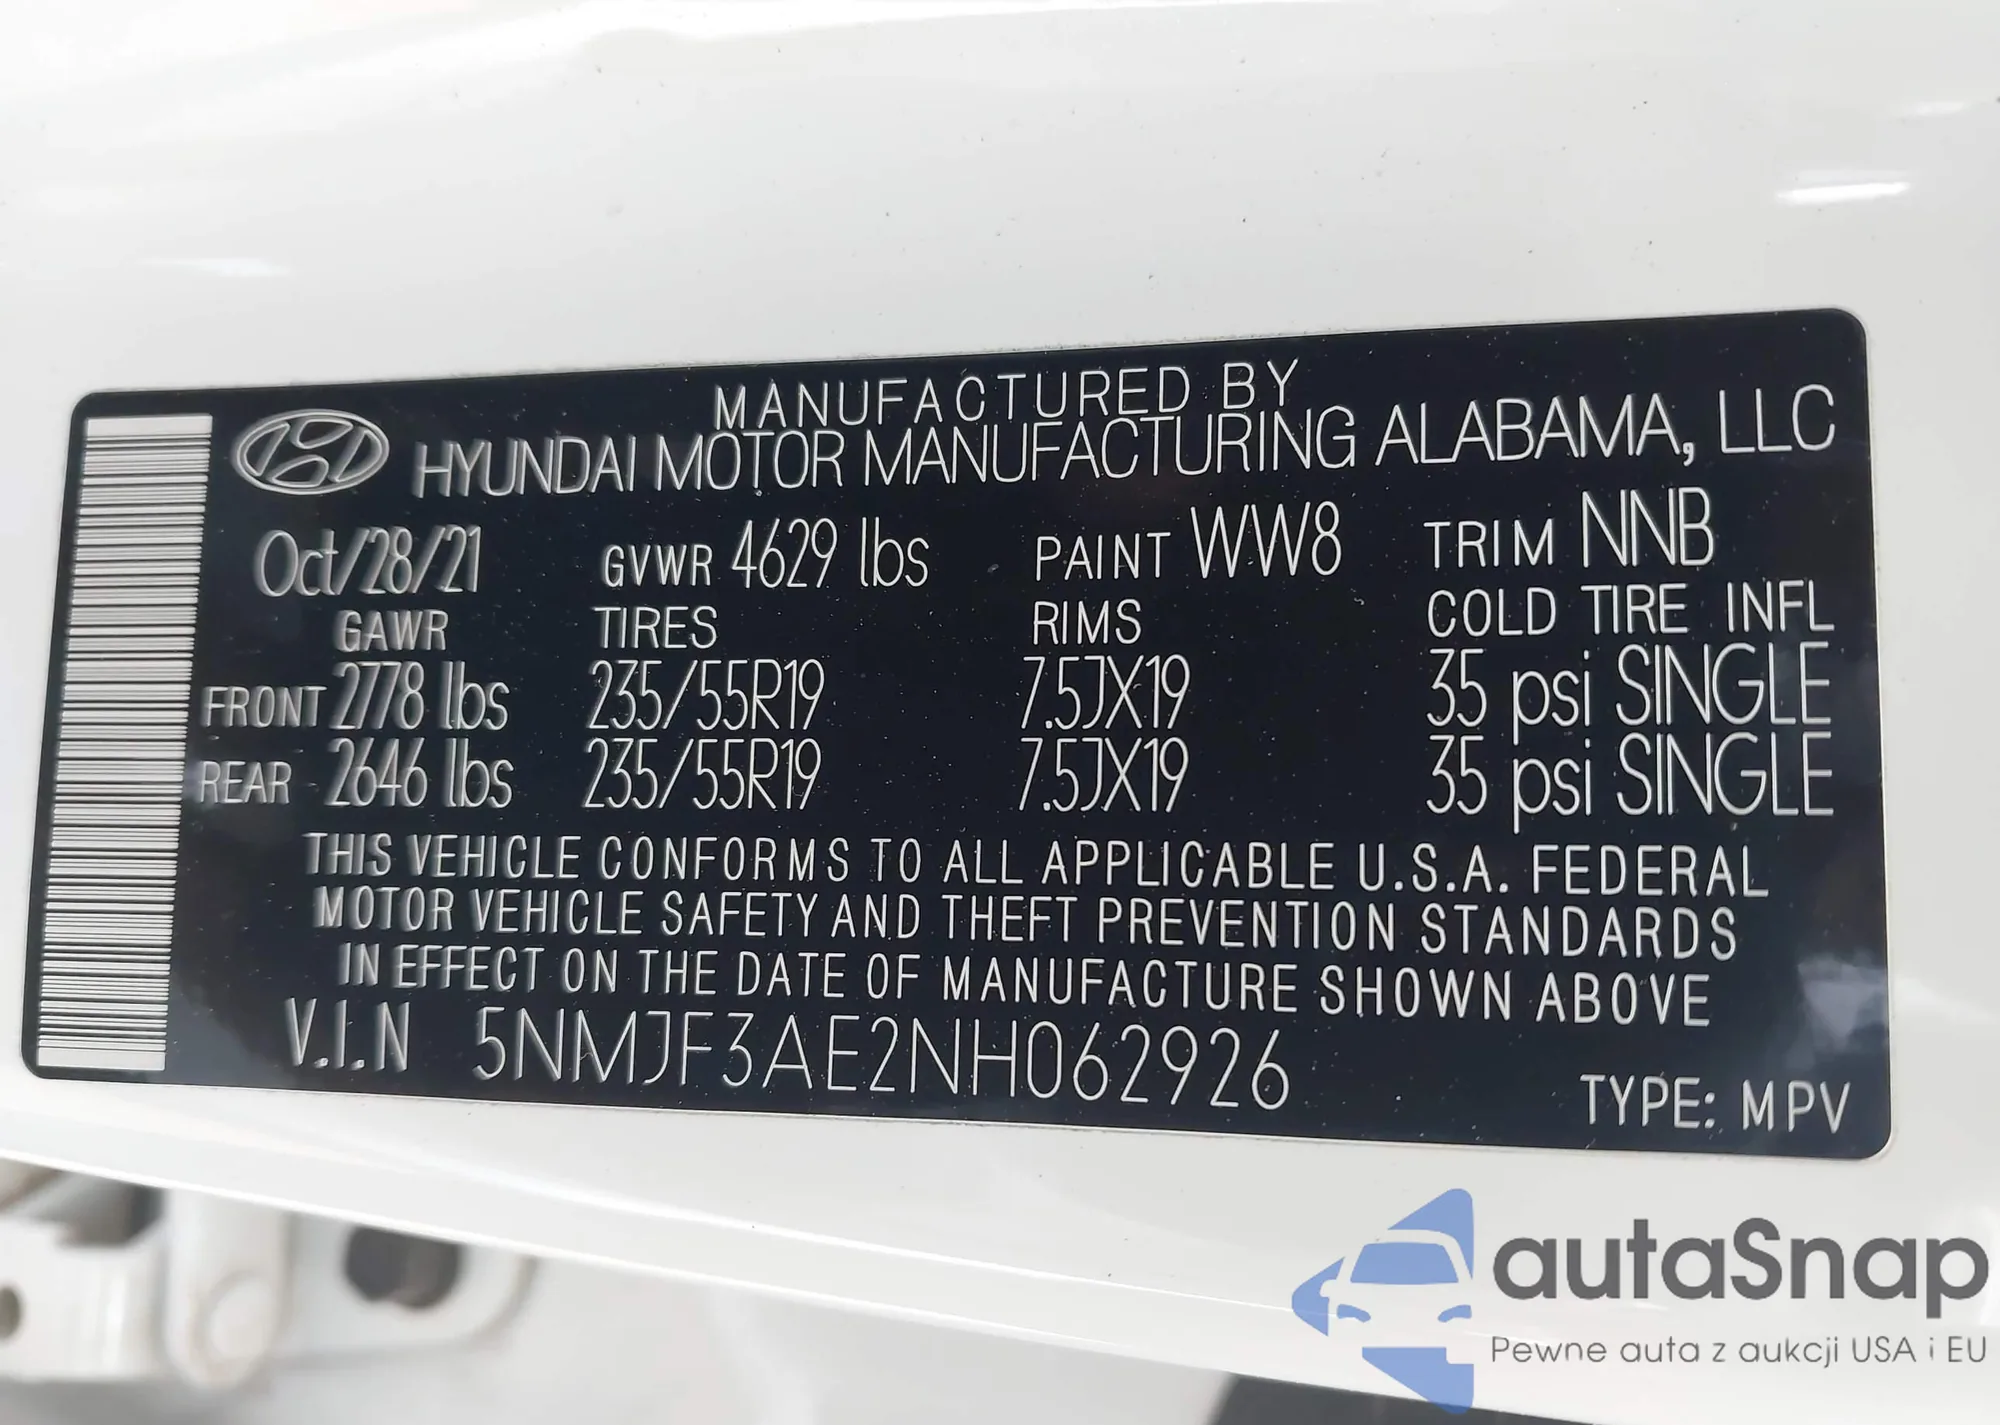 MANUFACTURED BY
HYUNDAI MOTOR MANUFACTURING ALABAMA, LLC
Oct/28/21 GVWR 4629 lbs PAINT WW8 TRIM NNB
GAWR TIRES RIMS COLD TIRE INFL
FRONT 2778 lbs 235/55R19 7.5JX19 35 psi SINGLE
REAR 2646 lbs 235/55R19 7.5JX19 35 psi SINGLE
THIS VEHICLE CONFORMS TO ALL APPLICABLE U.S.A. FEDERAL
MOTOR VEHICLE SAFETY AND THEFT PREVENTION STANDARDS
IN EFFECT ON THE DATE OF MANUFACTURE SHOWN ABOVE
V.I.N 5NMJF3AE2NH062926
TYPE: MPV
autaSnap
Pewne auta z aukcji USA i EU